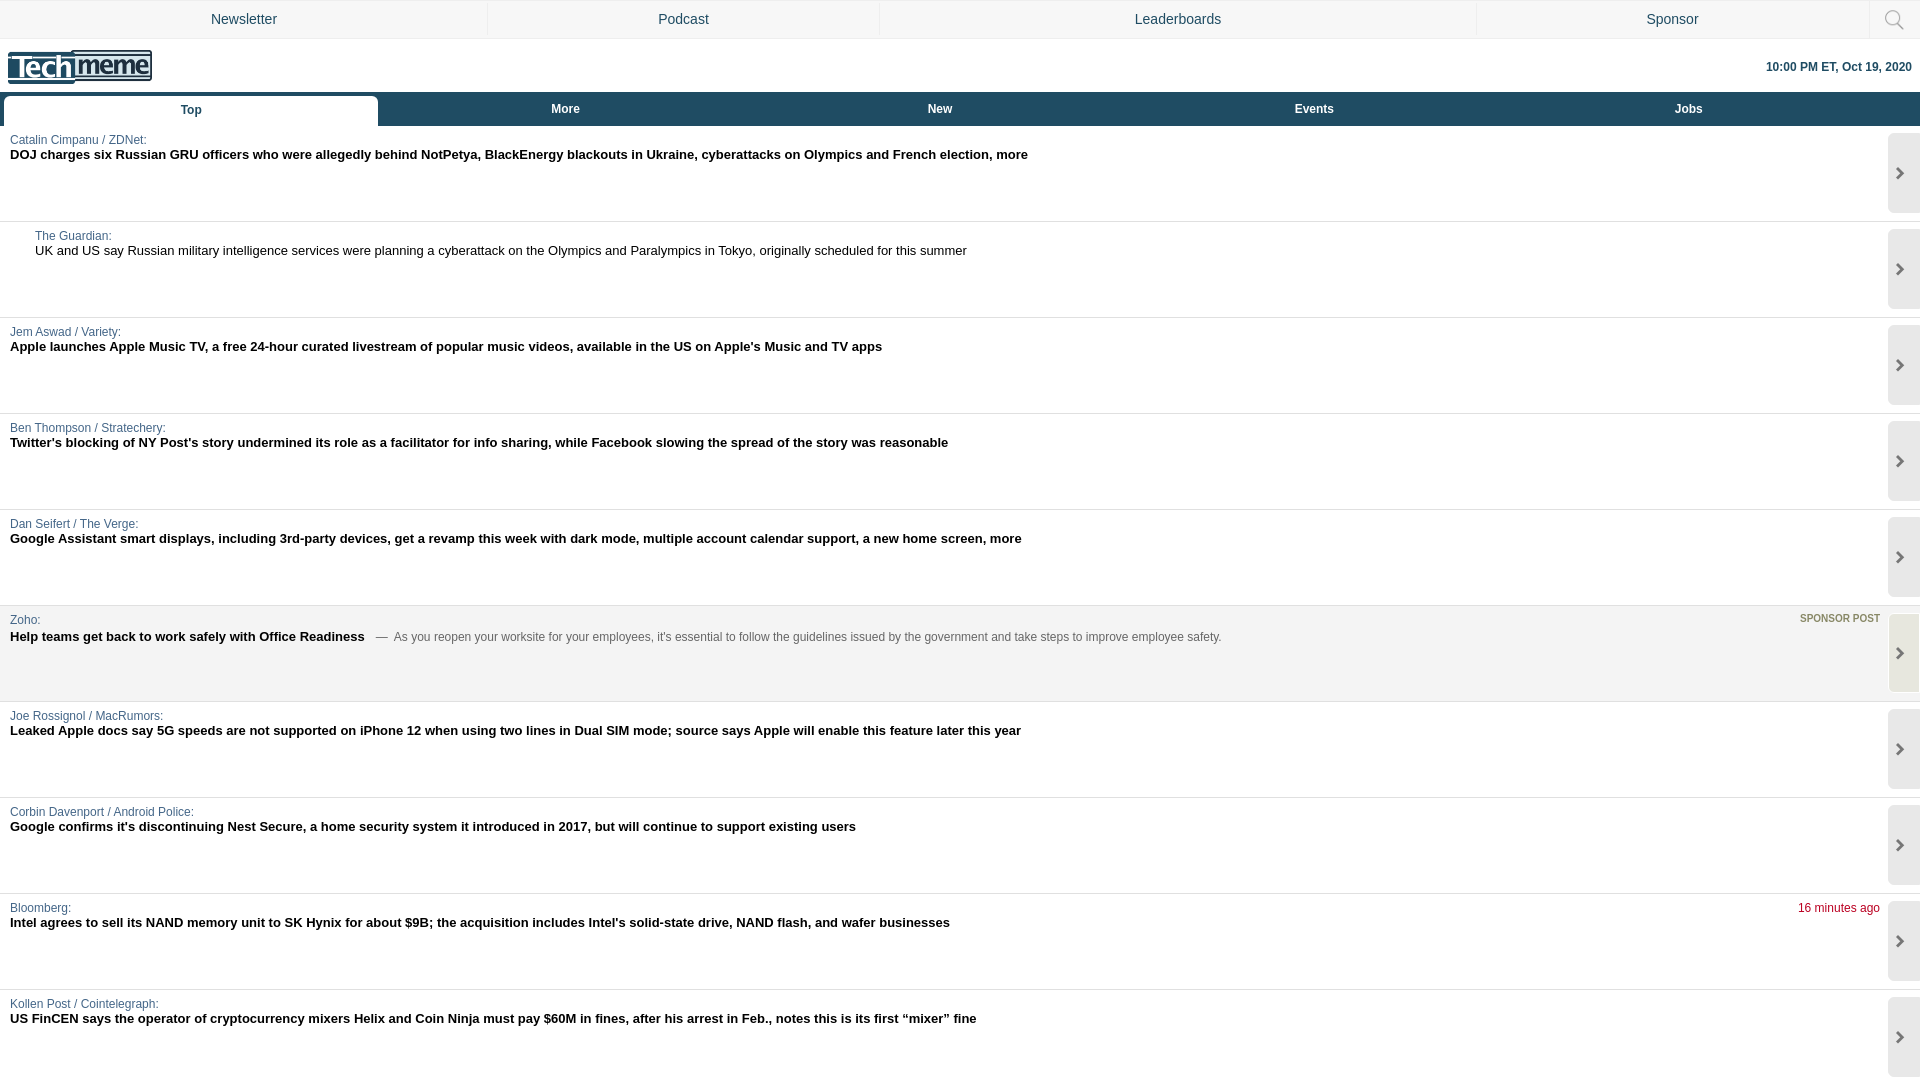 Newsletter
Podcast
Leaderboards
Sponsor
Techmeme
10:00 PM ET, Oct 19, 2020
Top
More
New
Events
Jobs
Catalin Cimpanu / ZDNet:
DOJ charges six Russian GRU officers who were allegedly behind NotPetya, BlackEnergy blackouts in Ukraine, cyberattacks on Olympics and French election, more
The Guardian:
UK and US say Russian military intelligence services were planning a cyberattack on the Olympics and Paralympics in Tokyo, originally scheduled for this summer
Jem Aswad / Variety:
Apple launches Apple Music TV, a free 24-hour curated livestream of popular music videos, available in the US on Apple's Music and TV apps
Ben Thompson / Stratechery:
Twitter's blocking of NY Post's story undermined its role as a facilitator for info sharing, while Facebook slowing the spread of the story was reasonable
Dan Seifert / The Verge:
Google Assistant smart displays, including 3rd-party devices, get a revamp this week with dark mode, multiple account calendar support, a new home screen, more
Zoho:
SPONSOR POST
Help teams get back to work safely with Office Readiness — As you reopen your worksite for your employees, it's essential to follow the guidelines issued by the government and take steps to improve employee safety.
Joe Rossignol / MacRumors:
Leaked Apple docs say 5G speeds are not supported on iPhone 12 when using two lines in Dual SIM mode; source says Apple will enable this feature later this year
Corbin Davenport / Android Police:
Google confirms it's discontinuing Nest Secure, a home security system it introduced in 2017, but will continue to support existing users
Bloomberg:
16 minutes ago
Intel agrees to sell its NAND memory unit to SK Hynix for about $9B; the acquisition includes Intel's solid-state drive, NAND flash, and wafer businesses
Kollen Post / Cointelegraph:
US FinCEN says the operator of cryptocurrency mixers Helix and Coin Ninja must pay $60M in fines, after his arrest in Feb., notes this is its first “mixer” fine